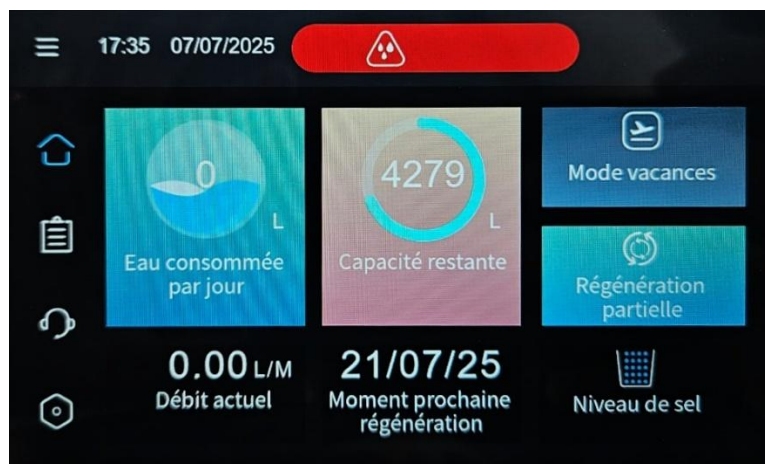 17:35 07/07/2025
0
L
Eau consommée
par jour
4279
L
Capacité restante
Mode vacances
Régénération
partielle
0.00 L/M
Débit actuel
21/07/25
Moment prochaine
régénération
Niveau de sel